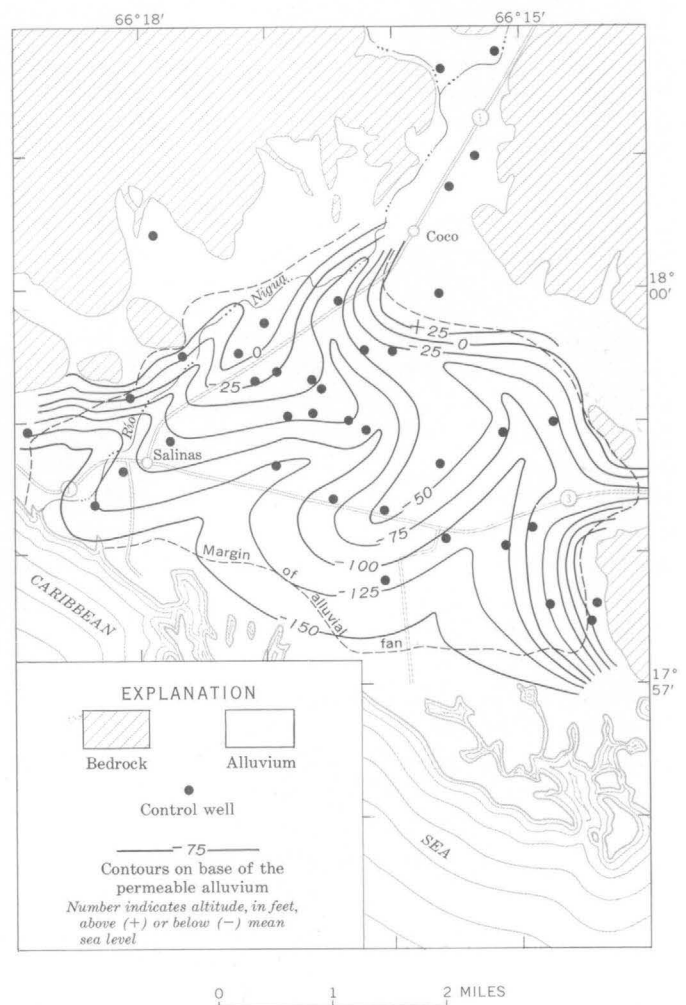 66°18'
66°15'
1
Coco
18°
00'
Nigua
+25
0
-25
0
-25
Río
Salinas
1
-50
-75
-100
-125
-150
Margin of alluvial fan
CARIBBEAN
17°
57'
EXPLANATION
Bedrock
Alluvium
Control well
-75
Contours on base of the
permeable alluvium
Number indicates altitude, in feet,
above (+) or below (−) mean
sea level
SEA
0 1 2 MILES